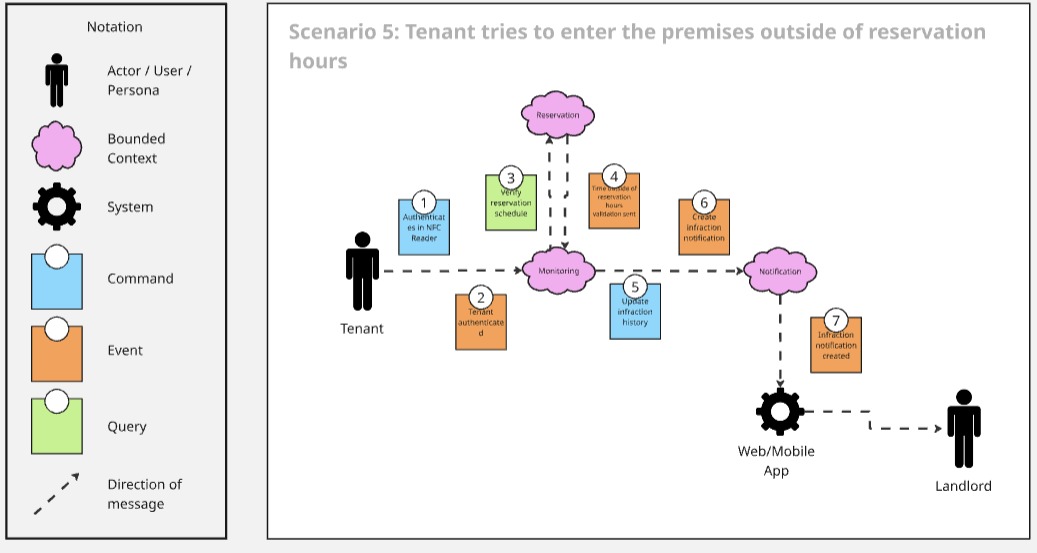 Notation
Actor / User /
Persona
Bounded
Context
System
Command
Event
Query
Direction of
message
Scenario 5: Tenant tries to enter the premises outside of reservation
hours
Reservation
3
Verify
reservation
schedule
4
Time outside of
reservation
hours
validation sent
1
Authenticat
es in NFC
Reader
6
Create
infraction
notification
Tenant
Monitoring
Notification
2
Tenant
authenticate
d
5
Update
infraction
history
7
Infraction
notification
created
Web/Mobile
App
Landlord